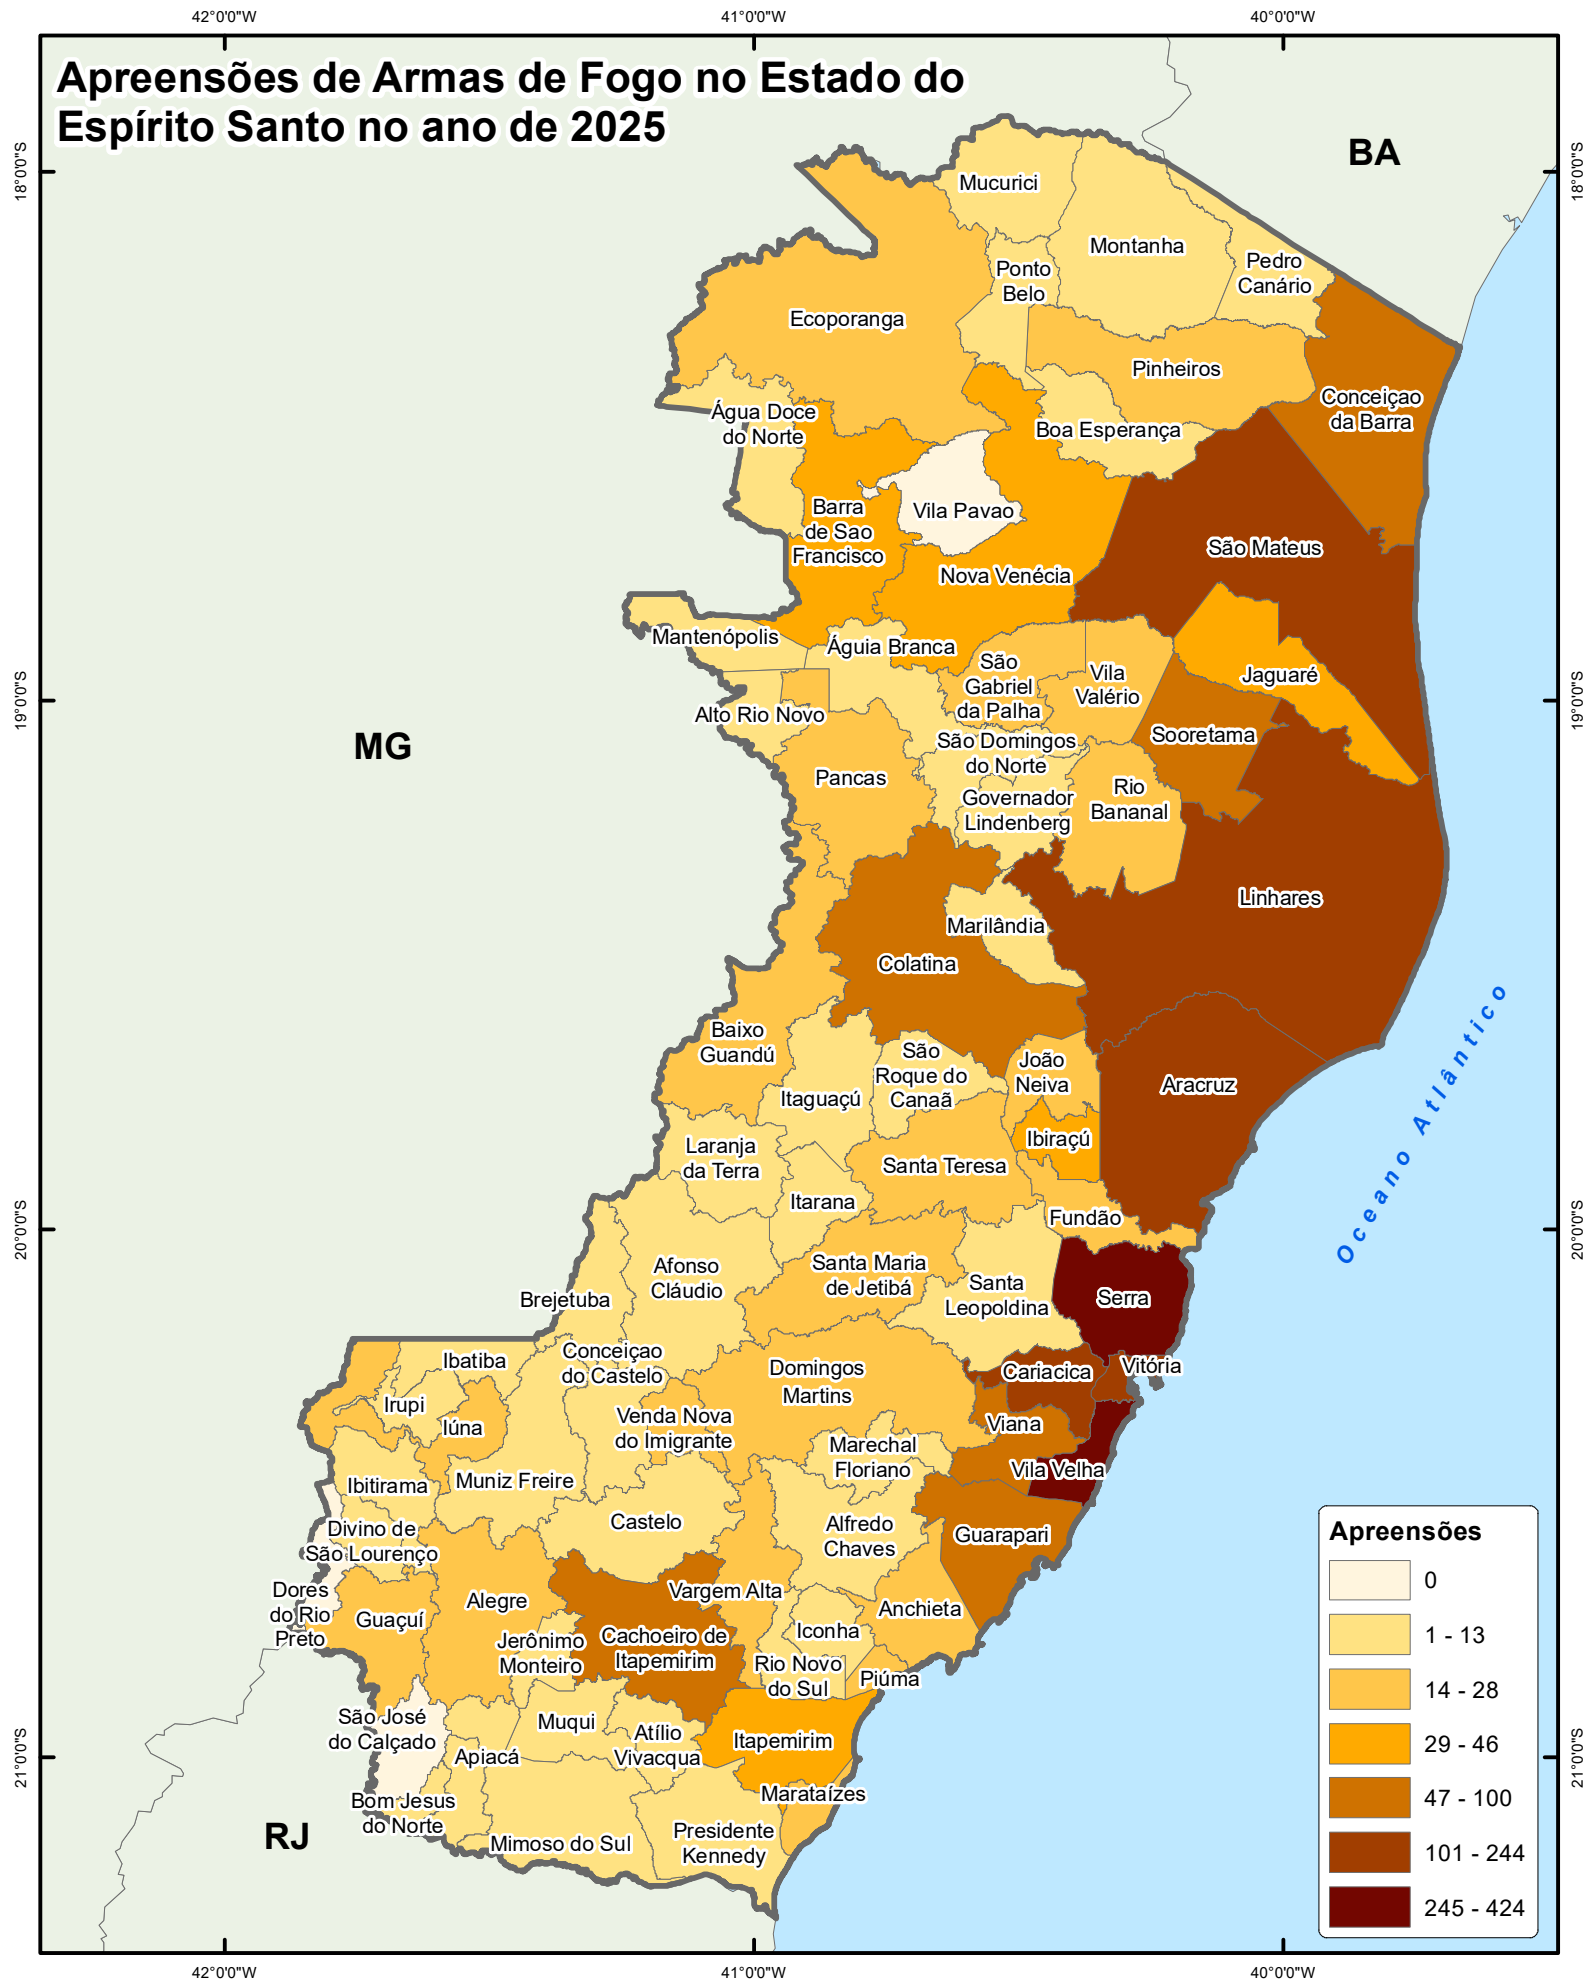 42°0'0"W
41°0'0"W
40°0'0"W
Apreensões de Armas de Fogo no Estado do
Espírito Santo no ano de 2025
BA
18°0'0"S
18°0'0"S
Mucurici
Montanha
Pedro
Canário
Ponto
Belo
Ecoporanga
Pinheiros
Conceiçao
da Barra
Água Doce
do Norte
Boa Esperança
Barra
de Sao
Francisco
Vila Pavao
São Mateus
Nova Venécia
Mantenópolis
Águia Branca
São
Gabriel
da Palha
Vila
Valério
Jaguaré
19°0'0"S
19°0'0"S
Alto Rio Novo
MG
São Domingos
do Norte
Sooretama
Pancas
Governador
Lindenberg
Rio
Bananal
Linhares
Marilândia
Colatina
Oceano Atlântico
Baixo
Guandú
São
Roque do
Canaã
João
Neiva
Aracruz
Itaguaçú
Ibiraçú
Laranja
da Terra
Santa Teresa
Itarana
Fundão
20°0'0"S
20°0'0"S
Afonso
Cláudio
Santa Maria
de Jetibá
Santa
Leopoldina
Serra
Brejetuba
Ibatiba
Conceiçao
do Castelo
Domingos
Martins
Cariacica
Vitória
Irupi
Iúna
Venda Nova
do Imigrante
Viana
Marechal
Floriano
Vila Velha
Ibitirama
Muniz Freire
Castelo
Alfredo
Chaves
Guarapari
Divino de
São Lourenço
Dores
do Rio
Preto
Guaçuí
Alegre
Vargem Alta
Anchieta
Jerônimo
Monteiro
Cachoeiro de
Itapemirim
Iconha
Rio Novo
do Sul
Piúma
São José
do Calçado
Muqui
Atílio
Vivacqua
Itapemirim
21°0'0"S
21°0'0"S
Apiacá
Bom Jesus
do Norte
Marataízes
RJ
Mimoso do Sul
Presidente
Kennedy
Apreensões
0
1 - 13
14 - 28
29 - 46
47 - 100
101 - 244
245 - 424
42°0'0"W
41°0'0"W
40°0'0"W